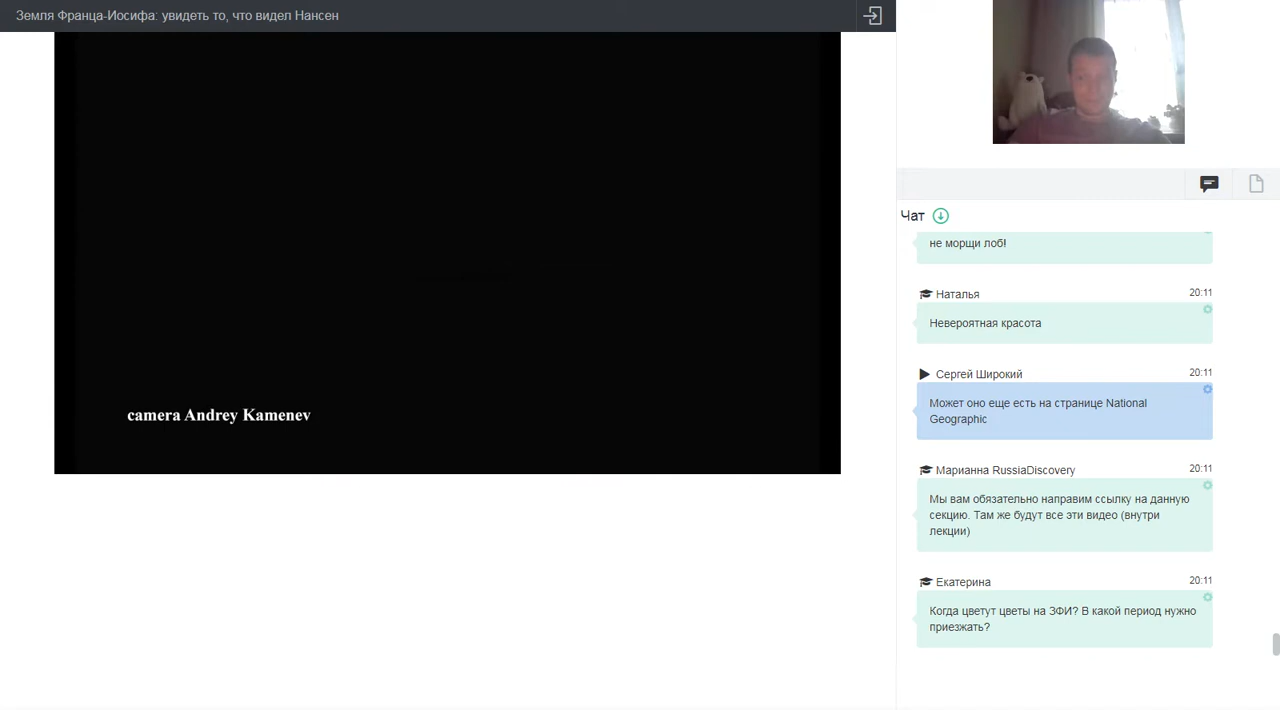 Земля Франца-Иосифа: увидеть то, что видел Нансен
camera Andrey Kamenev
Чат
не морщи лоб!
Наталья 20:11
Невероятная красота
Сергей Широкий 20:11
Может оно еще есть на странице National
Geographic
Марианна RussiaDiscovery 20:11
Мы вам обязательно направим ссылку на данную
секцию. Там же будут все эти видео (внутри
лекции)
Екатерина 20:11
Когда цветут цветы на ЗФИ? В какой период нужно
приезжать?